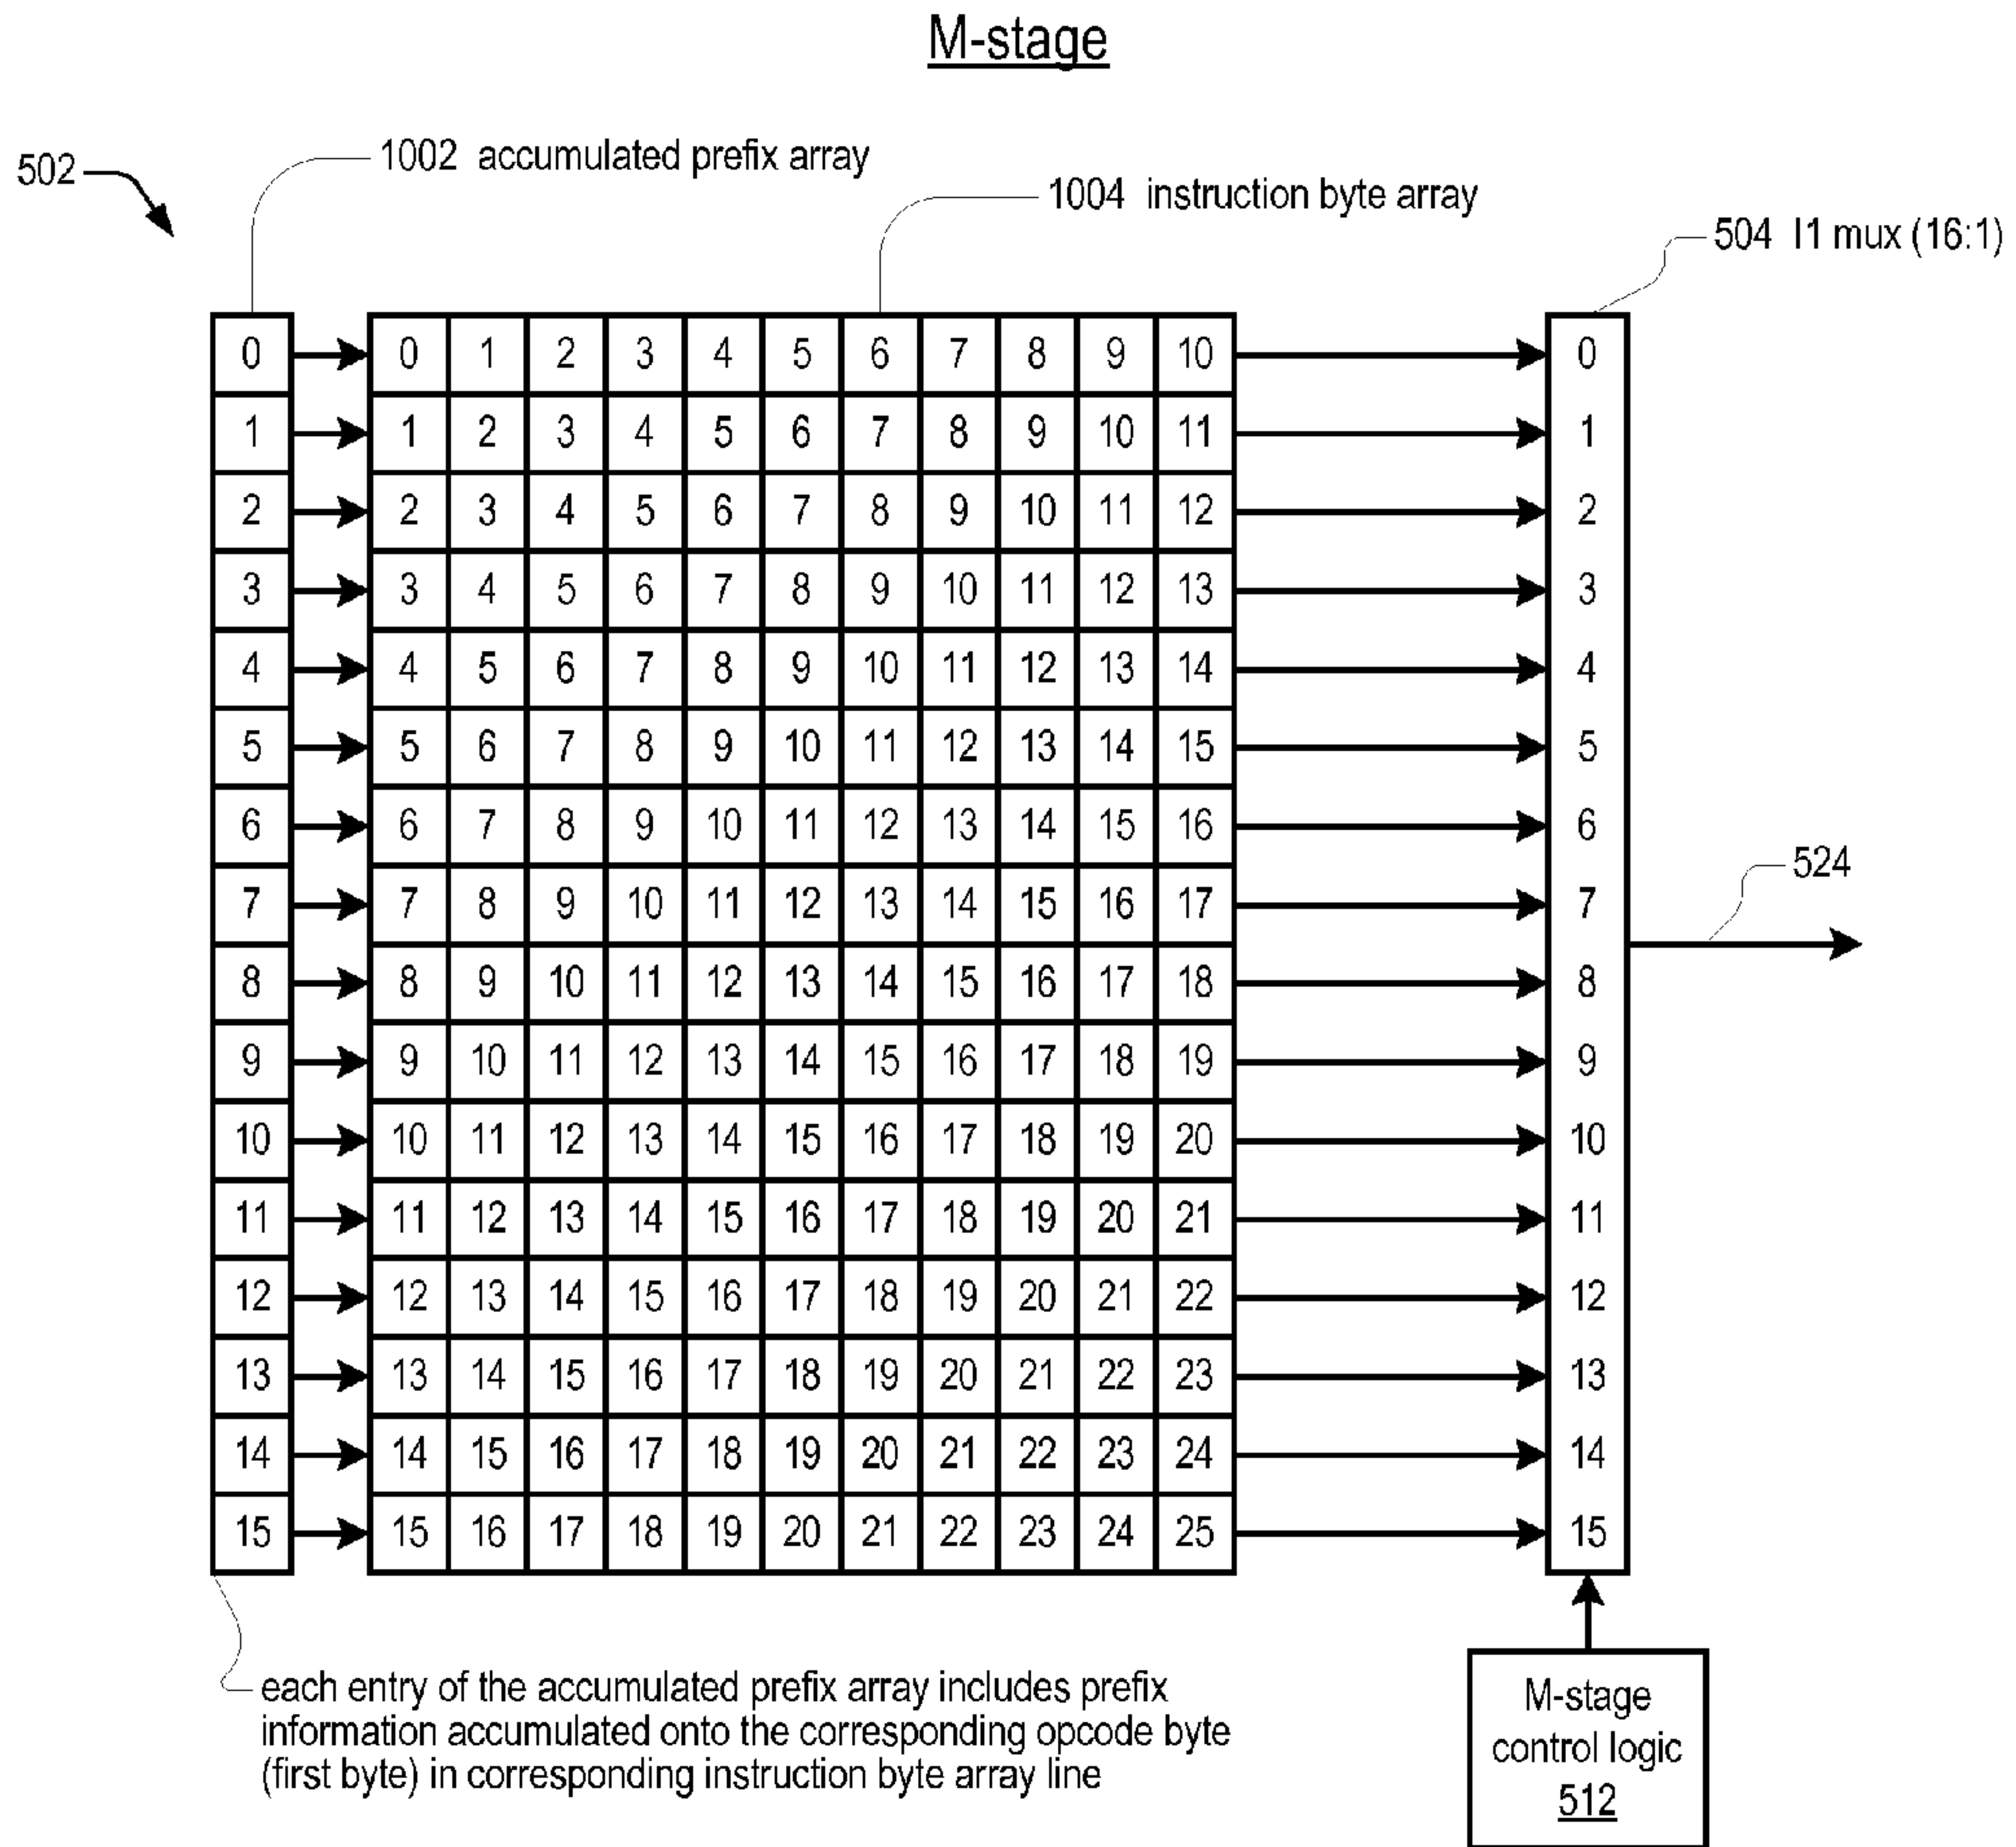 M-stage
502
1002 accumulated prefix array
1004 instruction byte array
504 I1 mux (16:1)
0 0 1 2 3 4 5 6 7 8 9 10 0
1 1 2 3 4 5 6 7 8 9 10 11 1
2 2 3 4 5 6 7 8 9 10 11 12 2
3 3 4 5 6 7 8 9 10 11 12 13 3
4 4 5 6 7 8 9 10 11 12 13 14 4
5 5 6 7 8 9 10 11 12 13 14 15 5
6 6 7 8 9 10 11 12 13 14 15 16 6
524
7 7 8 9 10 11 12 13 14 15 16 17 7
8 8 9 10 11 12 13 14 15 16 17 18 8
9 9 10 11 12 13 14 15 16 17 18 19 9
10 10 11 12 13 14 15 16 17 18 19 20 10
11 11 12 13 14 15 16 17 18 19 20 21 11
12 12 13 14 15 16 17 18 19 20 21 22 12
13 13 14 15 16 17 18 19 20 21 22 23 13
14 14 15 16 17 18 19 20 21 22 23 24 14
15 15 16 17 18 19 20 21 22 23 24 25 15
each entry of the accumulated prefix array includes prefix
information accumulated onto the corresponding opcode byte
(first byte) in corresponding instruction byte array line
M-stage
control logic
512